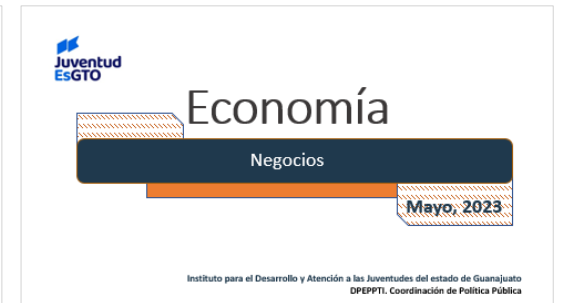 Juventud
EsGTO
Economía
Negocios
Mayo, 2023
Instituto para el Desarrollo y Atención a las Juventudes del estado de Guanajuato
DPEPPTI. Coordinación de Política Pública